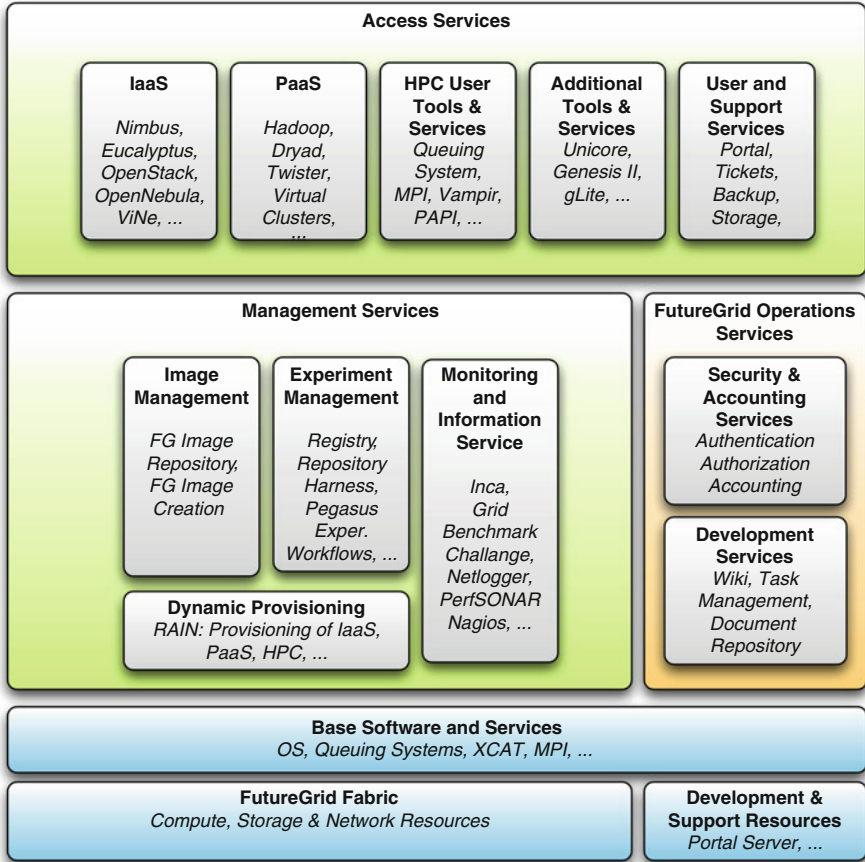 Access Services
IaaS
Nimbus,
Eucalyptus,
OpenStack,
OpenNebula,
ViNe, ...
PaaS
Hadoop,
Dryad,
Twister,
Virtual
Clusters,
...
HPC User
Tools &
Services
Queuing
System,
MPI, Vampir,
PAPI, ...
Additional
Tools &
Services
Unicore,
Genesis II,
gLite, ...
User and
Support
Services
Portal,
Tickets,
Backup,
Storage,
Management Services
Image
Management
FG Image
Repository,
FG Image
Creation
Experiment
Management
Registry,
Repository
Harness,
Pegasus
Exper.
Workflows, ...
Monitoring
and
Information
Service
Inca,
Grid
Benchmark
Challange,
Netlogger,
PerfSONAR
Nagios, ...
Dynamic Provisioning
RAIN: Provisioning of IaaS,
PaaS, HPC, ...
FutureGrid Operations
Services
Security &
Accounting
Services
Authentication
Authorization
Accounting
Development
Services
Wiki, Task
Management,
Document
Repository
Base Software and Services
OS, Queuing Systems, XCAT, MPI, ...
FutureGrid Fabric
Compute, Storage & Network Resources
Development &
Support Resources
Portal Server, ...